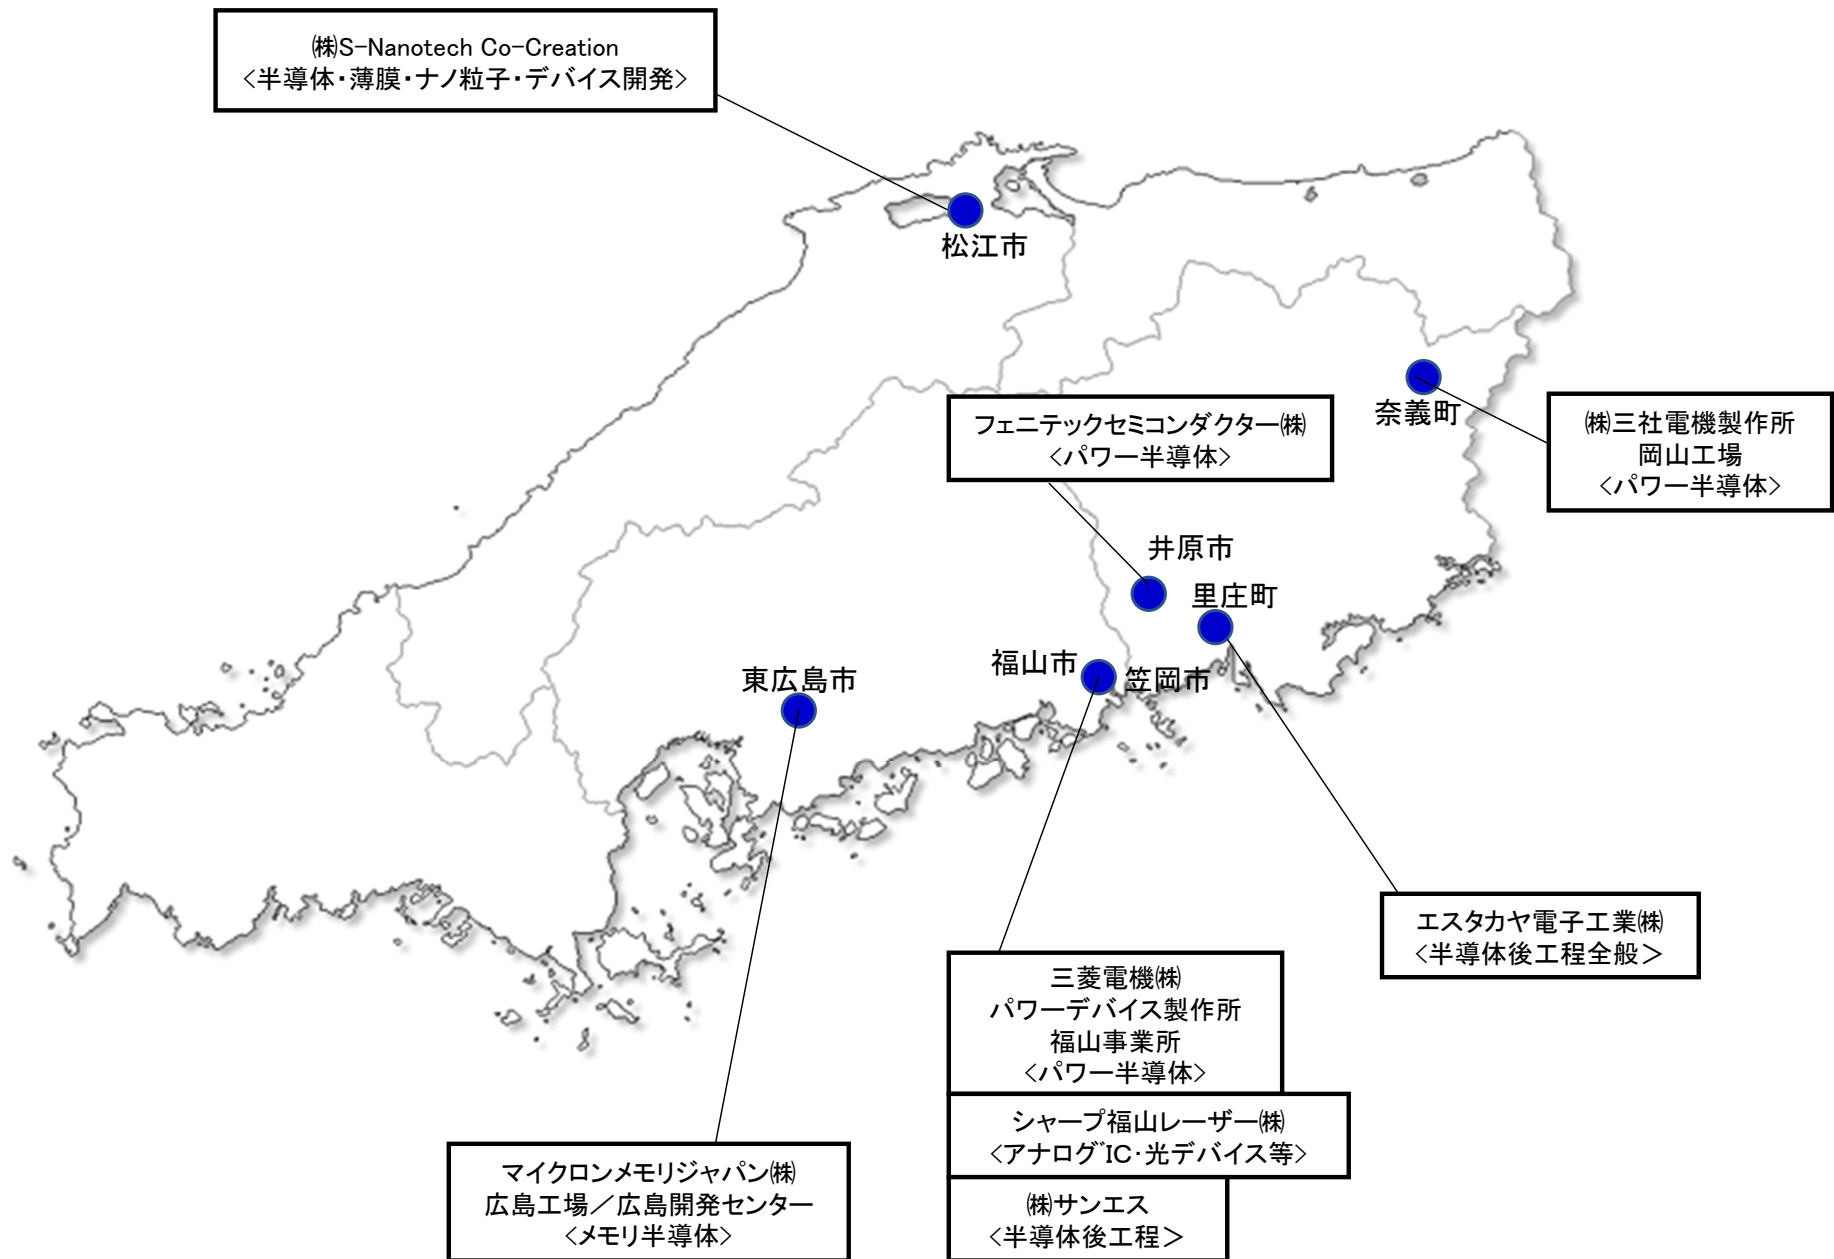 ㈱S-Nanotech Co-Creation
<半導体・薄膜・ナノ粒子・デバイス開発>
松江市
奈義町
フェニテックセミコンダクター㈱
<パワー半導体>
㈱三社電機製作所
岡山工場
<パワー半導体>
井原市
里庄町
福山市
笠岡市
東広島市
エスタカヤ電子工業㈱
<半導体後工程全般＞
三菱電機㈱
パワーデバイス製作所
福山事業所
<パワー半導体>
シャープ福山レーザー㈱
<アナログIC・光デバイス等>
㈱サンエス
<半導体後工程＞
マイクロンメモリジャパン㈱
広島工場／広島開発センター
<メモリ半導体>